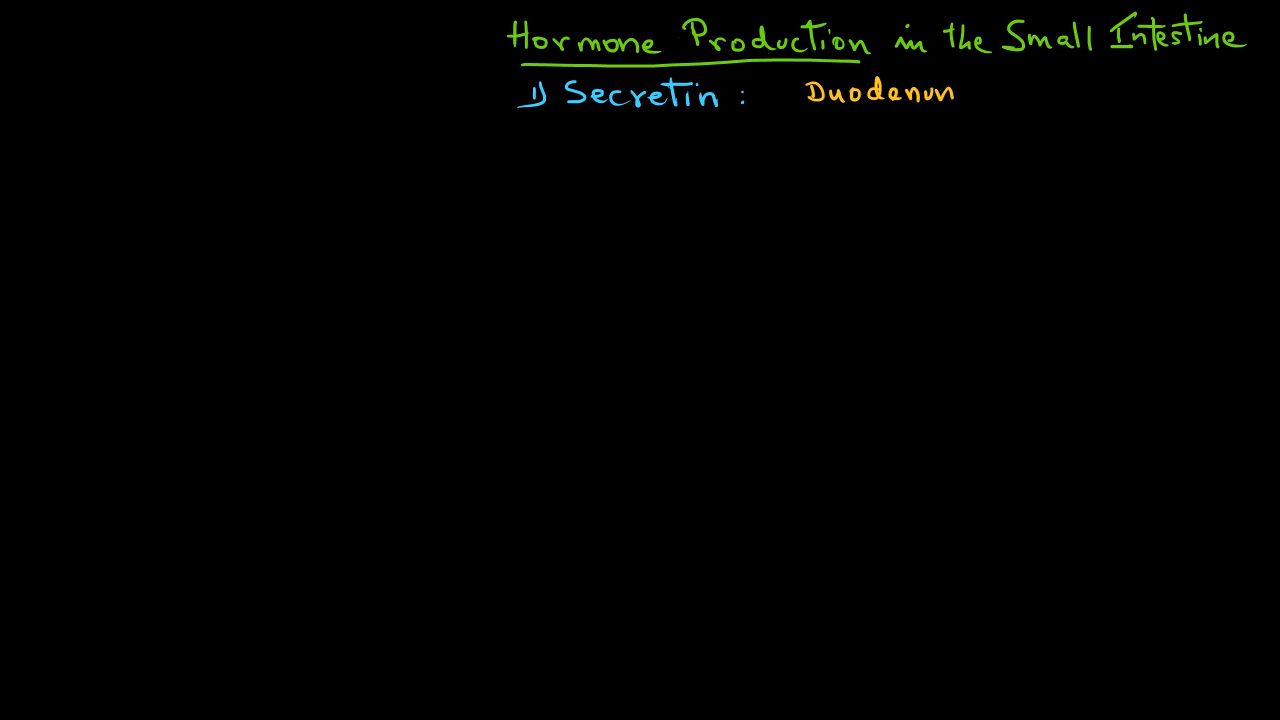 Hormone Production in the Small Intestine
1) Secretin : Duodenun